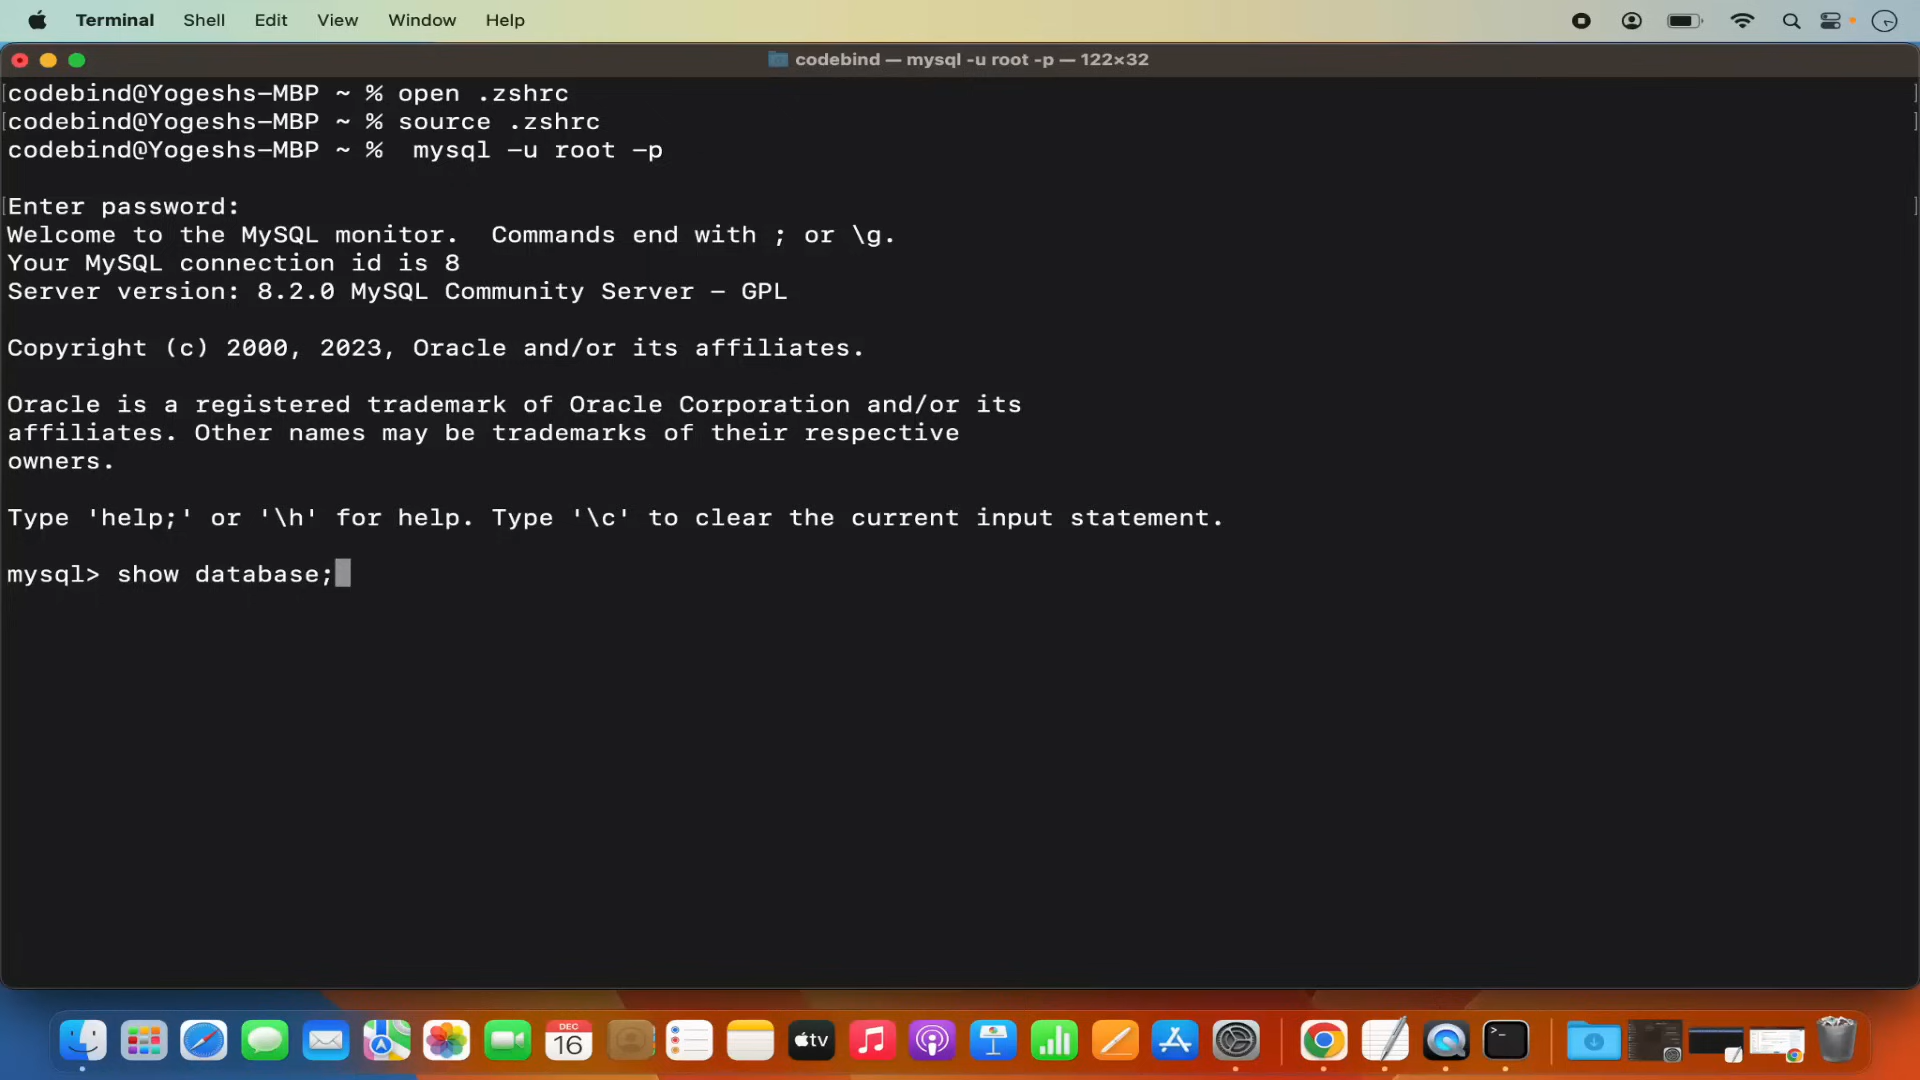 Terminal Shell Edit View Window Help
codebind — mysql -u root -p — 122×32
codebind@Yogeshs-MBP ~ % open .zshrc
codebind@Yogeshs-MBP ~ % source .zshrc
codebind@Yogeshs-MBP ~ %  mysql -u root -p
Enter password:
Welcome to the MySQL monitor.  Commands end with ; or \g.
Your MySQL connection id is 8
Server version: 8.2.0 MySQL Community Server - GPL
Copyright (c) 2000, 2023, Oracle and/or its affiliates.
Oracle is a registered trademark of Oracle Corporation and/or its
affiliates. Other names may be trademarks of their respective
owners.
Type 'help;' or '\h' for help. Type '\c' to clear the current input statement.
mysql> show database;
DEC
16
tv
>_